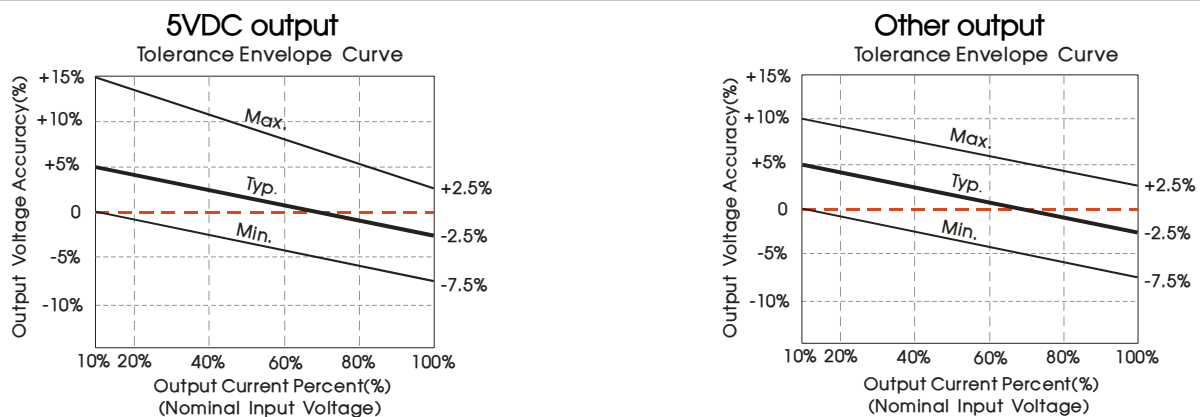 5VDC output
Tolerance Envelope Curve
Output Voltage Accuracy(%)
+15%
+10%
+5%
0
-5%
-10%
Max.
Typ.
Min.
+2.5%
-2.5%
-7.5%
10% 20% 40% 60% 80% 100%
Output Current Percent(%)
(Nominal Input Voltage)
Other output
Tolerance Envelope Curve
Output Voltage Accuracy(%)
+15%
+10%
+5%
0
-5%
-10%
Max.
Typ.
Min.
+2.5%
-2.5%
-7.5%
10% 20% 40% 60% 80% 100%
Output Current Percent(%)
(Nominal Input Voltage)